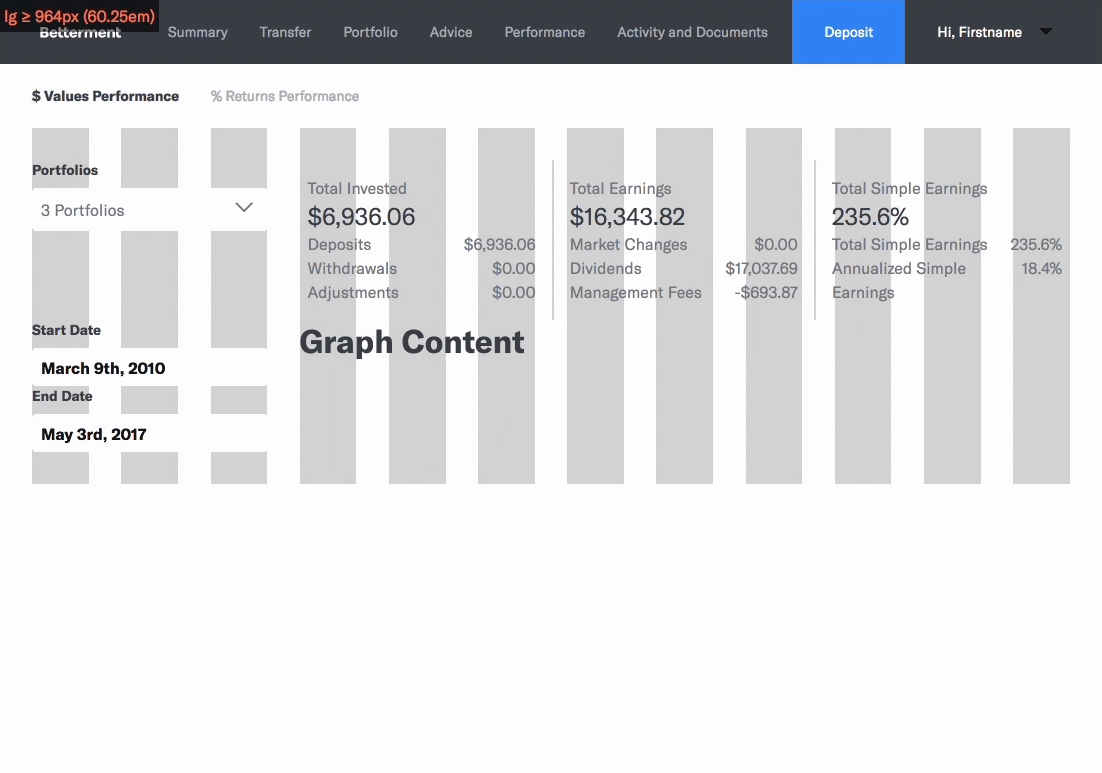 lg ≥ 964px (60.25em)
Betterment Summary Transfer Portfolio Advice Performance Activity and Documents Deposit Hi, Firstname
$ Values Performance % Returns Performance
Portfolios
3 Portfolios
Start Date
March 9th, 2010
End Date
May 3rd, 2017
Total Invested
$6,936.06
Deposits $6,936.06
Withdrawals $0.00
Adjustments $0.00
Total Earnings
$16,343.82
Market Changes $0.00
Dividends $17,037.69
Management Fees -$693.87
Total Simple Earnings
235.6%
Total Simple Earnings 235.6%
Annualized Simple 18.4%
Earnings
Graph Content